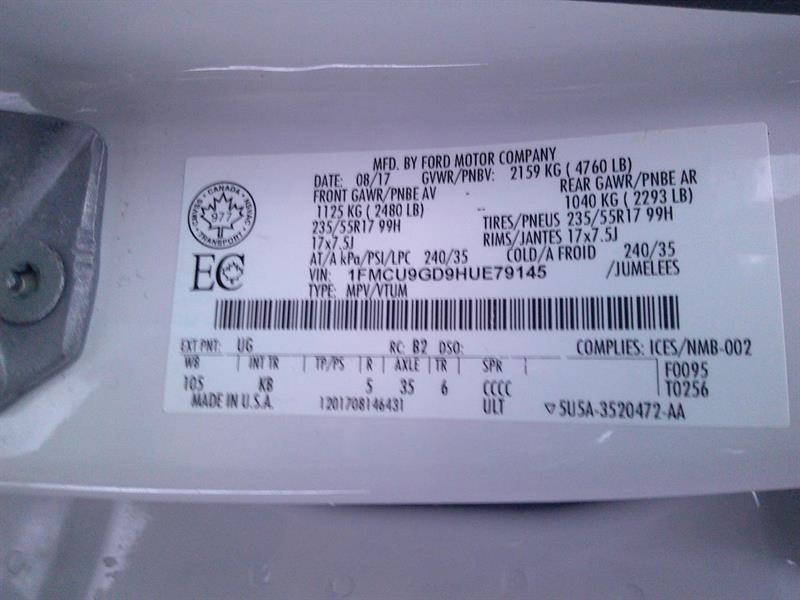 MFD. BY FORD MOTOR COMPANY
DATE: 08/17 GVWR/PNBV: 2159 KG ( 4760 LB)
FRONT GAWR/PNBE AV - REAR GAWR/PNBE AR
1125 KG ( 2480 LB) 1040 KG ( 2293 LB)
235/55R17 99H TIRES/PNEUS 235/55R17 99H
17x7.5J RIMS/JANTES 17x7.5J
AT/A kPa/PSI/LPC 240/35 COLD/A FROID 240/35
VIN: 1FMCU9GD9HUE79145 /JUMELEES
TYPE: MPV/VTUM
CANADA
977
TRANSPORT
EC
EXT PNT: UG RC: B2 DSO: COMPLIES: ICES/NMB-002
WB INT TR TP/PS R AXLE TR SPR F0095
105 KB 5 35 6 CCCC T0256
MADE IN U.S.A. 1201708146431 ULT 5U5A-3520472-AA